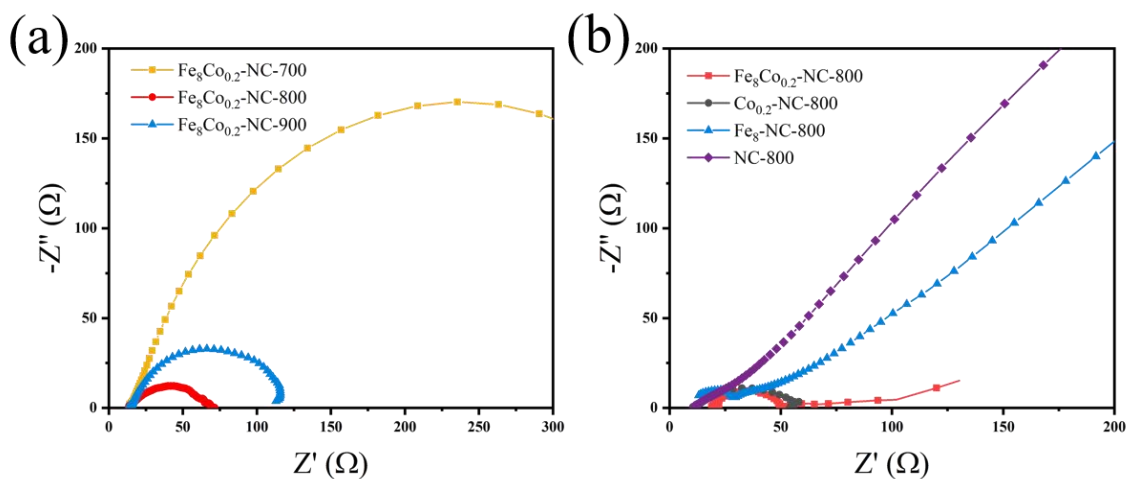 (a)
200
150
100
50
0
-Z" (Ω)
0 50 100 150 200 250 300
Z' (Ω)
Fe₈Co₀.₂-NC-700
Fe₈Co₀.₂-NC-800
Fe₈Co₀.₂-NC-900
(b)
200
150
100
50
0
-Z" (Ω)
0 50 100 150 200
Z' (Ω)
Fe₈Co₀.₂-NC-800
Co₀.₂-NC-800
Fe₈-NC-800
NC-800